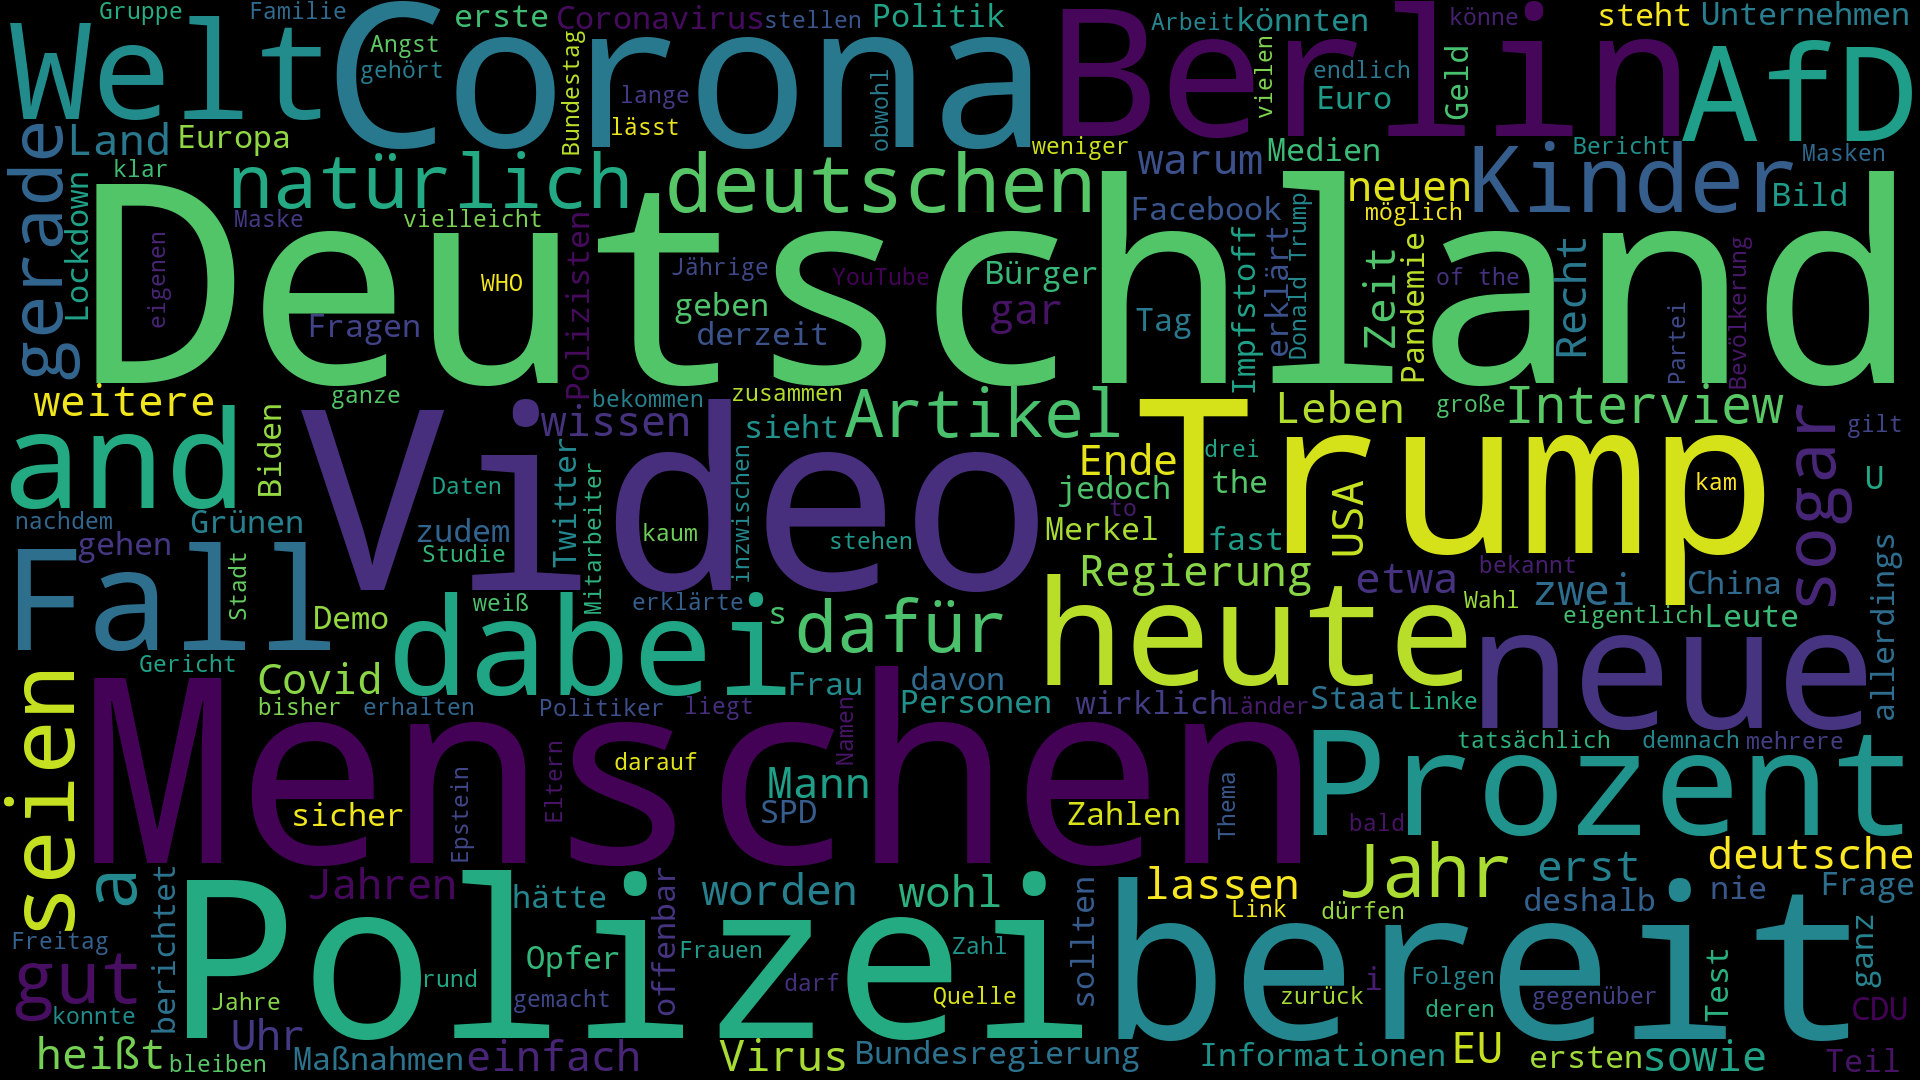 Gruppe Familie erste Coronavirus stellen Politik Arbeit könnten könne steht Unternehmen
Welt Corona Berlin AfD
Angst gehört Bundestag lange lässt obwohl vielen endlich Euro Geld
Land Europa weniger warum Medien Bericht Masken
gerade klar natürlich deutschen Kinder neuen Bild
Lockdown Maske vielleicht Facebook möglich
Deutschland
eigenen WHO Polizisten Jährige YouTube Bürger Impfstoff erklärt Donald Trump Zeit Pandemie of the Recht Partei Bevölkerung
Fragen geben derzeit gar Tag
weitere ganze bekommen zusammen Artikel Leben große Interview
and Biden Video wissen sieht Trump sogar gilt
Daten Twitter Mitarbeiter inzwischen Ende drei jedoch the USA kam U
nachdem Grünen zudem kaum stehen to Merkel fast
gehen Studie Regierung etwa bekannt
Fall Stadt Demo dabei weiß erklärte s dafür heute Wahl zwei China eigentlich Leute allerdings
neue
Gericht Covid Frau davon
seien bisher erhalten Politiker liegt Namen Personen wirklich Länder Staat Linke
Menschen Prozent tatsächlich demnach mehrere
Eltern darauf Mann Thema
sicher Epstein SPD Zahlen bald
a berichtet Jahren hätte offenbar worden wohl lassen Jahr erst deutsche
Polizei bereit Link dürfen deshalb nie Frage
Freitag Opfer Frauen Zahl sollten Test ganz
gut Jahre rund gemacht darf Quelle zurück i Folgen deren gegenüber CDU
konnte Uhr
heißt bleiben Maßnahmen einfach Virus Bundesregierung Informationen EU ersten sowie Teil